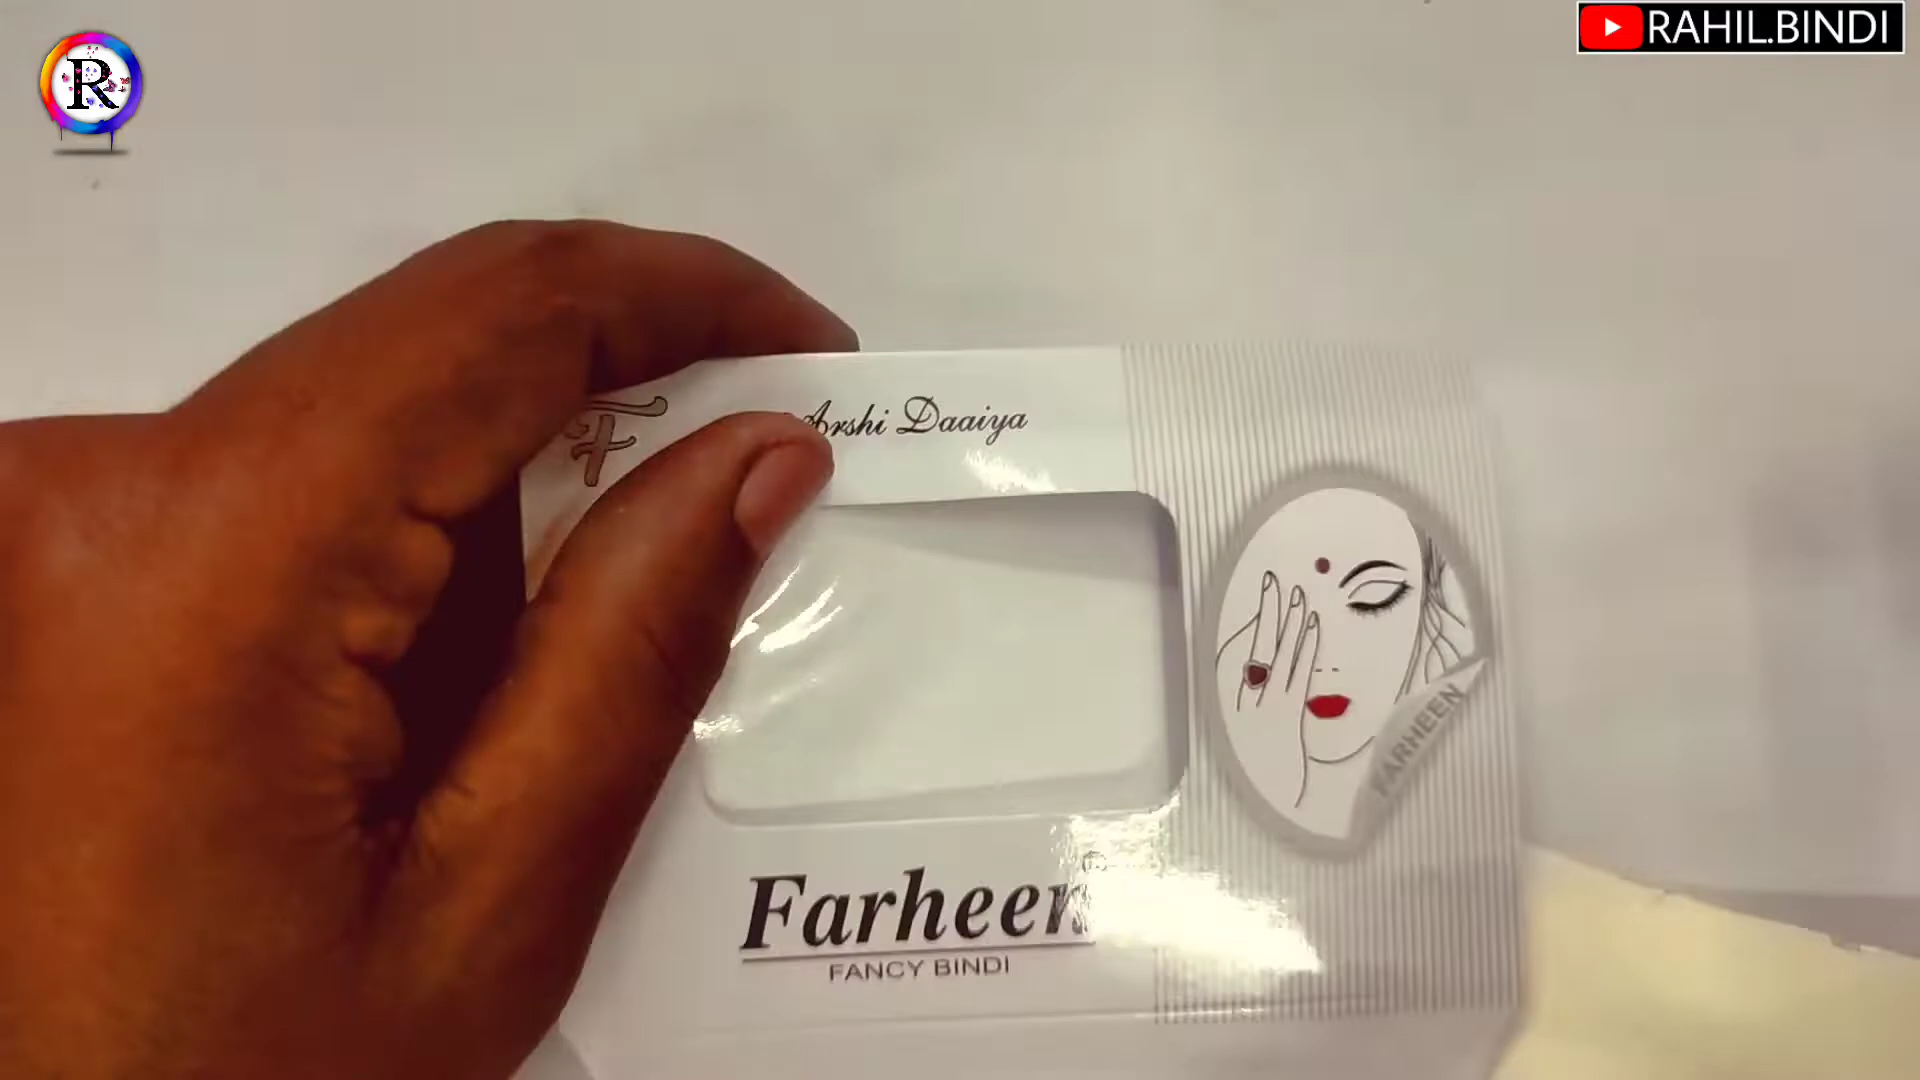 R
RAHIL.BINDI
F
Arshi Daaiya
FARHEEN
Farheen
FANCY BINDI